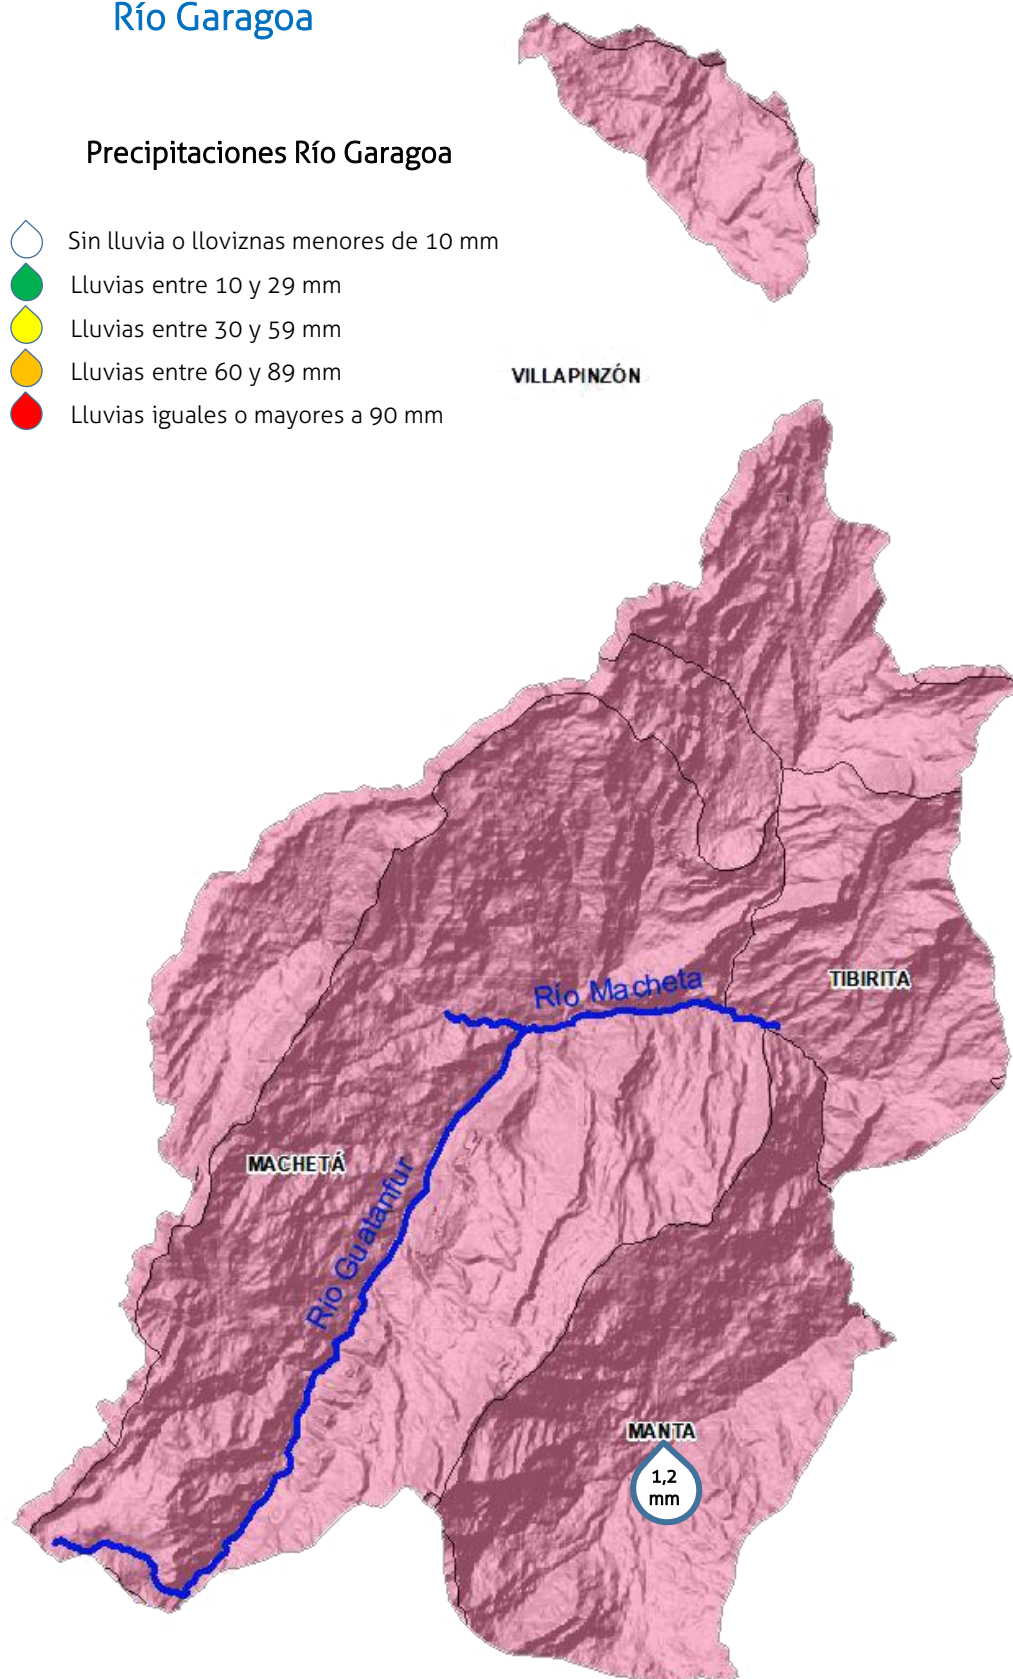 Río Garagoa
Precipitaciones Río Garagoa
Sin lluvia o lloviznas menores de 10 mm
Lluvias entre 10 y 29 mm
Lluvias entre 30 y 59 mm
Lluvias entre 60 y 89 mm
Lluvias iguales o mayores a 90 mm
VILLAPINZÓN
Río Macheta
TIBIRITA
MACHETÁ
Río Guatanfur
MANTA
1,2
mm